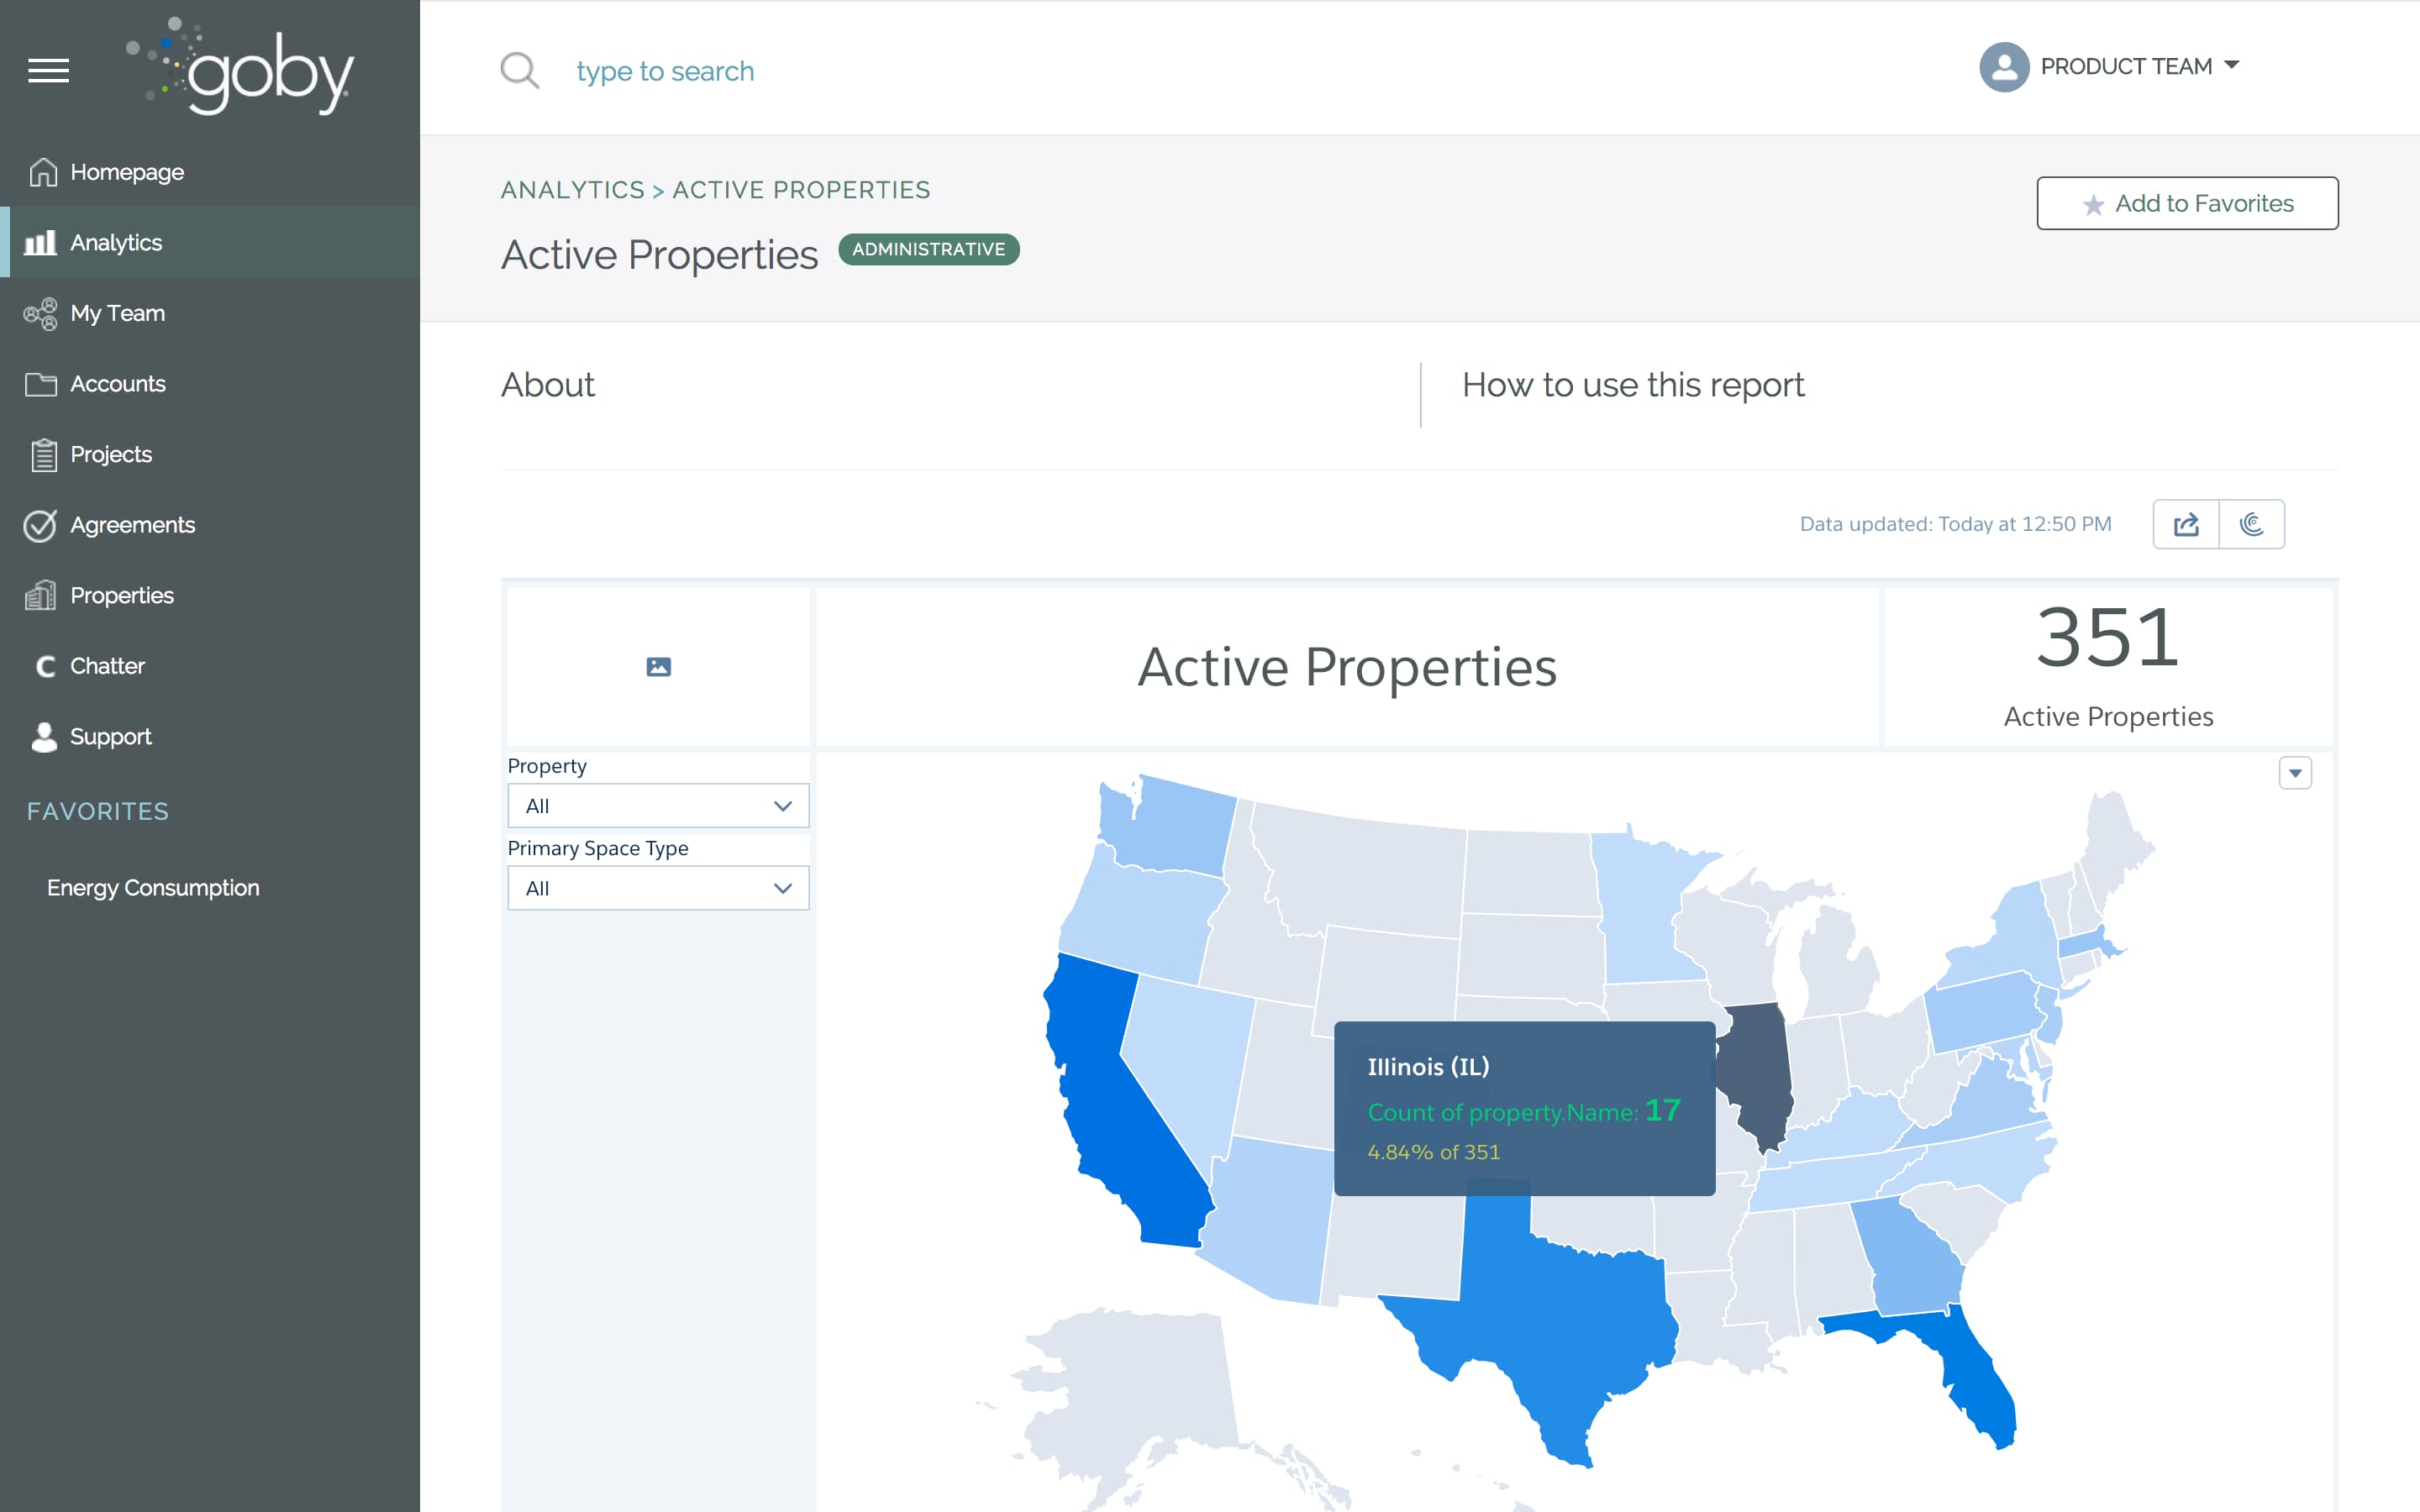 goby
Homepage
Analytics
My Team
Accounts
Projects
Agreements
Properties
Chatter
Support
FAVORITES
Energy Consumption
type to search
PRODUCT TEAM
ANALYTICS > ACTIVE PROPERTIES
Add to Favorites
Active Properties ADMINISTRATIVE
About
How to use this report
Data updated: Today at 12:50 PM
Active Properties
351
Active Properties
Property
All
Primary Space Type
All
Illinois (IL)
Count of property.Name: 17
4.84% of 351